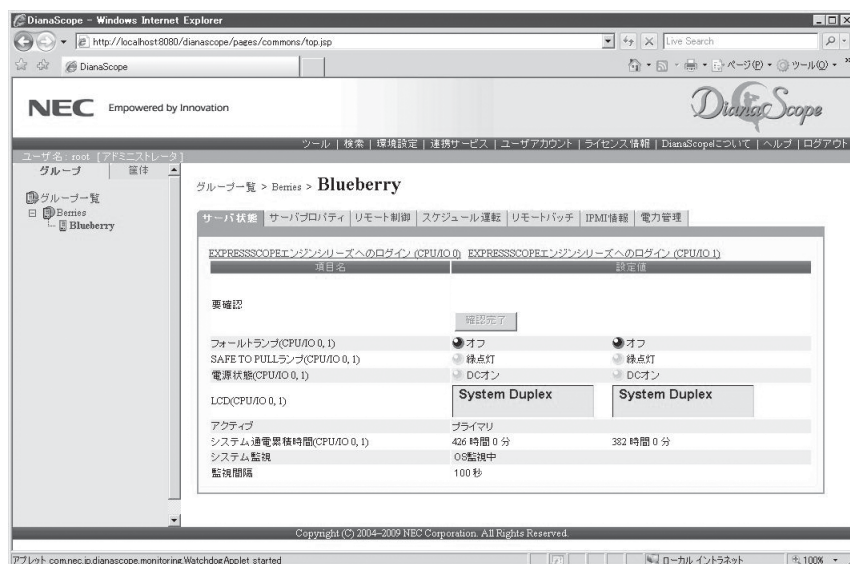 DianaScope - Windows Internet Explorer
http://localhost:8080/dianascope/pages/commons/top.jsp
Live Search
DianaScope
ページ(P)
ツール(O)
NEC Empowered by Innovation
DianaScope
ツール | 検索 | 環境設定 | 連携サービス | ユーザアカウント | ライセンス情報 | DianaScopeについて | ヘルプ | ログアウト
ユーザ名 : root [アドミニストレータ]
グループ 筐体
グループ一覧
Berries
Blueberry
グループ一覧 > Berries > Blueberry
サーバ状態 サーバプロパティ リモート制御 スケジュール運転 リモートバッチ IPMI情報 電力管理
EXPRESSSCOPEエンジンシリーズへのログイン (CPU/IO 0) EXPRESSSCOPEエンジンシリーズへのログイン (CPU/IO 1)
項目名 設定値
要確認
確認完了
フォールトランプ(CPU/IO 0, 1) オフ オフ
SAFE TO PULLランプ(CPU/IO 0, 1) 緑点灯 緑点灯
電源状態(CPU/IO 0, 1) DCオン DCオン
LCD(CPU/IO 0, 1) System Duplex System Duplex
アクティブ プライマリ
システム通電累積時間(CPU/IO 0, 1) 426 時間 0 分 382 時間 0 分
システム監視 OS監視中
監視間隔 100 秒
Copyright (C) 2004-2009 NEC Corporation. All Rights Reserved.
アプレット com.nec.jp.dianascope.monitoring.WatchdogApplet started
ローカル イントラネット
100%